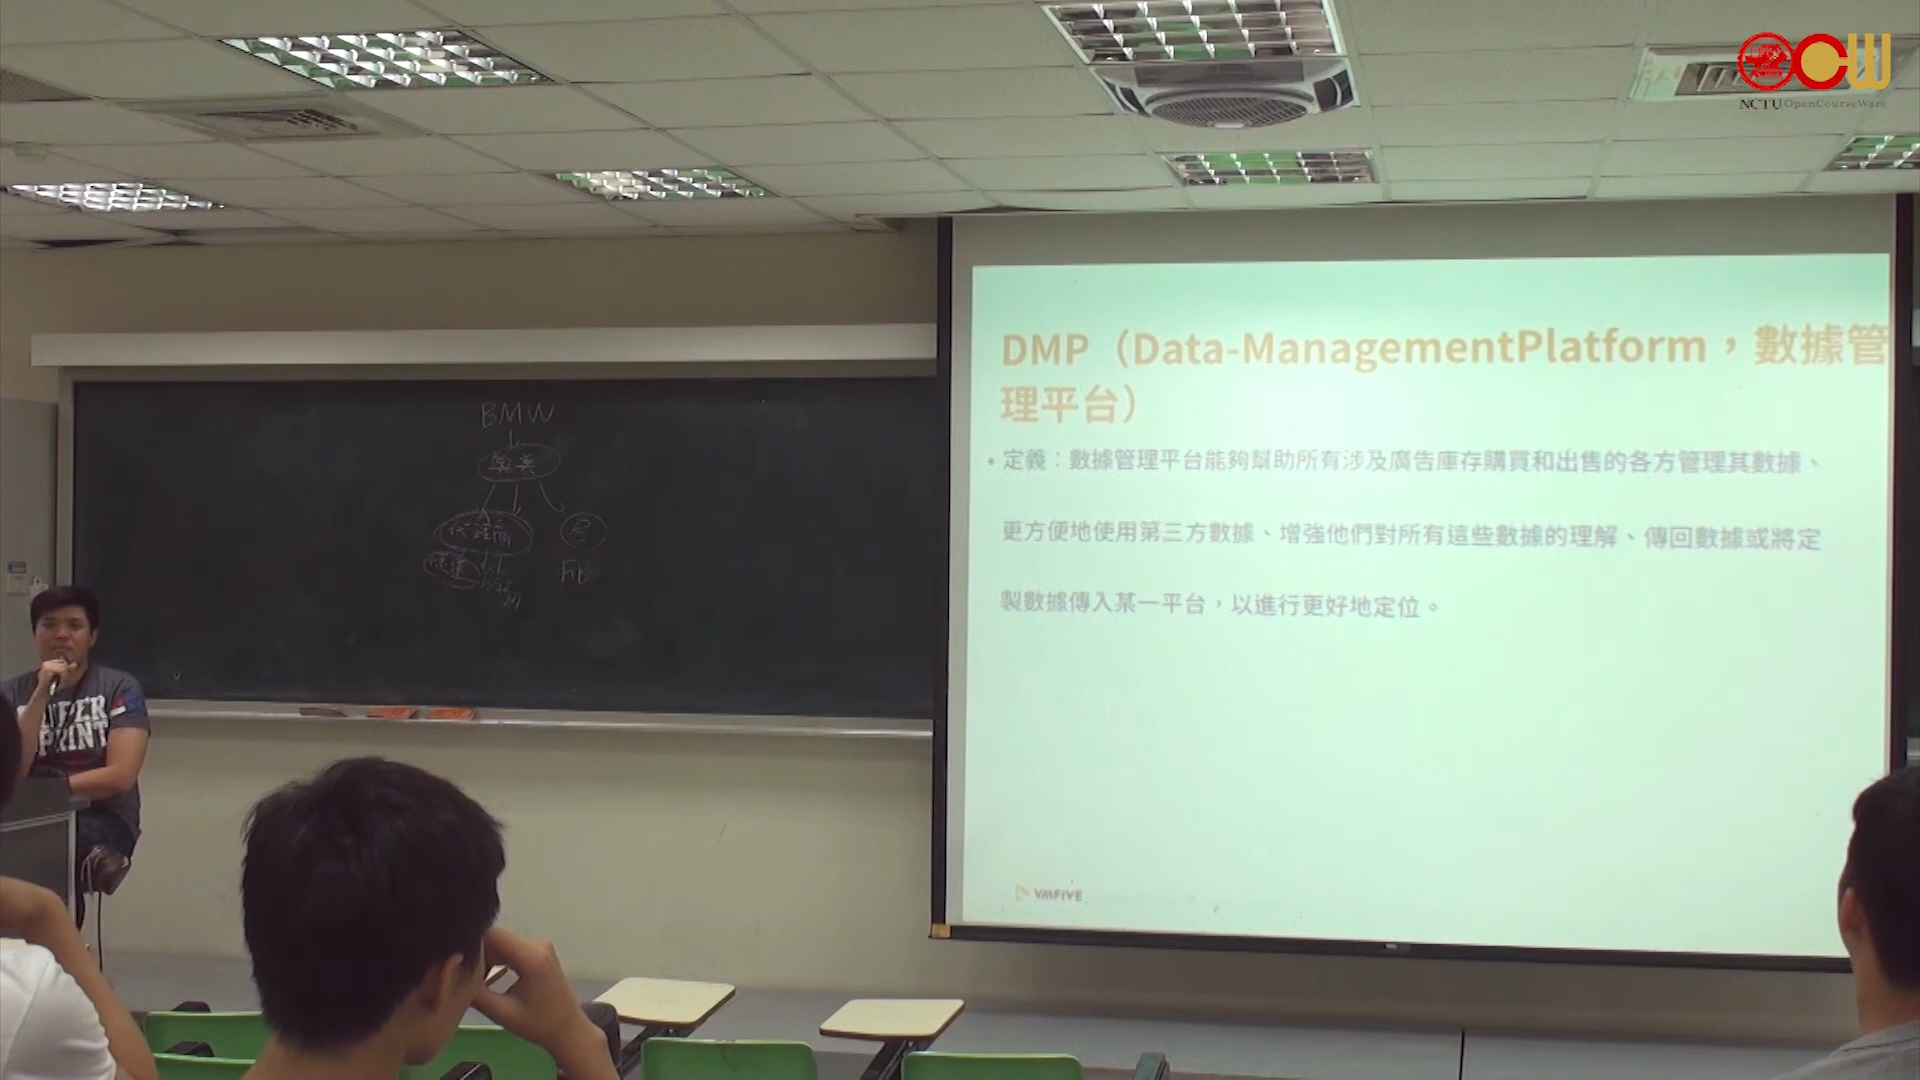 NCTU OpenCourseWare
DMP（Data-ManagementPlatform，數據管
理平台）
• 定義：數據管理平台能夠幫助所有涉及廣告庫存購買和出售的各方管理其數據、
更方便地使用第三方數據、增強他們對所有這些數據的理解、傳回數據或將定
製數據傳入某一平台，以進行更好地定位。
VMFIVE
BMW
代理商
FB
PRINT